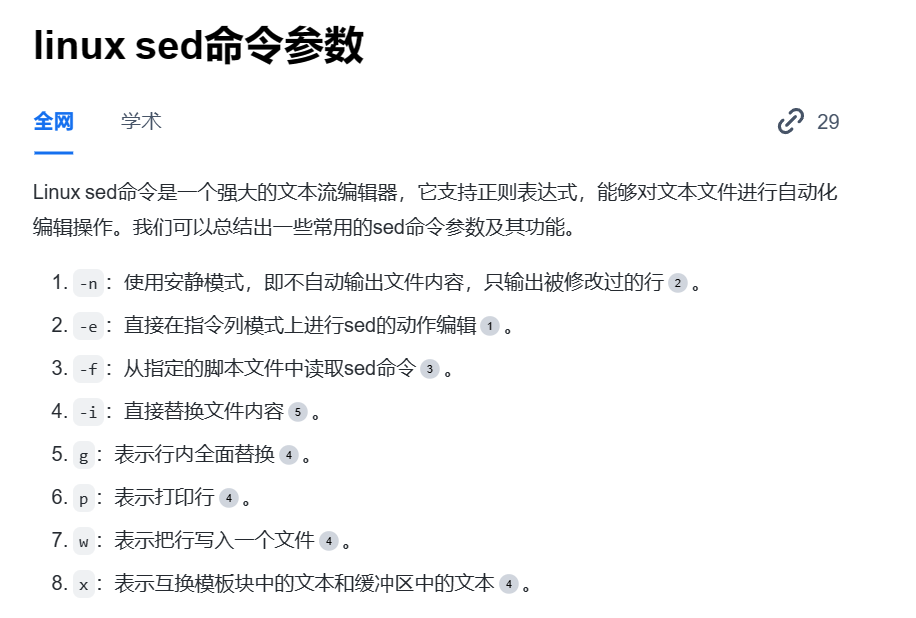 linux sed命令参数
全网 学术 29
Linux sed命令是一个强大的文本流编辑器，它支持正则表达式，能够对文本文件进行自动化
编辑操作。我们可以总结出一些常用的sed命令参数及其功能。
1. -n：使用安静模式，即不自动输出文件内容，只输出被修改过的行 2 。
2. -e：直接在指令列模式上进行sed的动作编辑 1 。
3. -f：从指定的脚本文件中读取sed命令 3 。
4. -i：直接替换文件内容 5 。
5. g：表示行内全面替换 4 。
6. p：表示打印行 4 。
7. w：表示把行写入一个文件 4 。
8. x：表示互换模板块中的文本和缓冲区中的文本 4 。